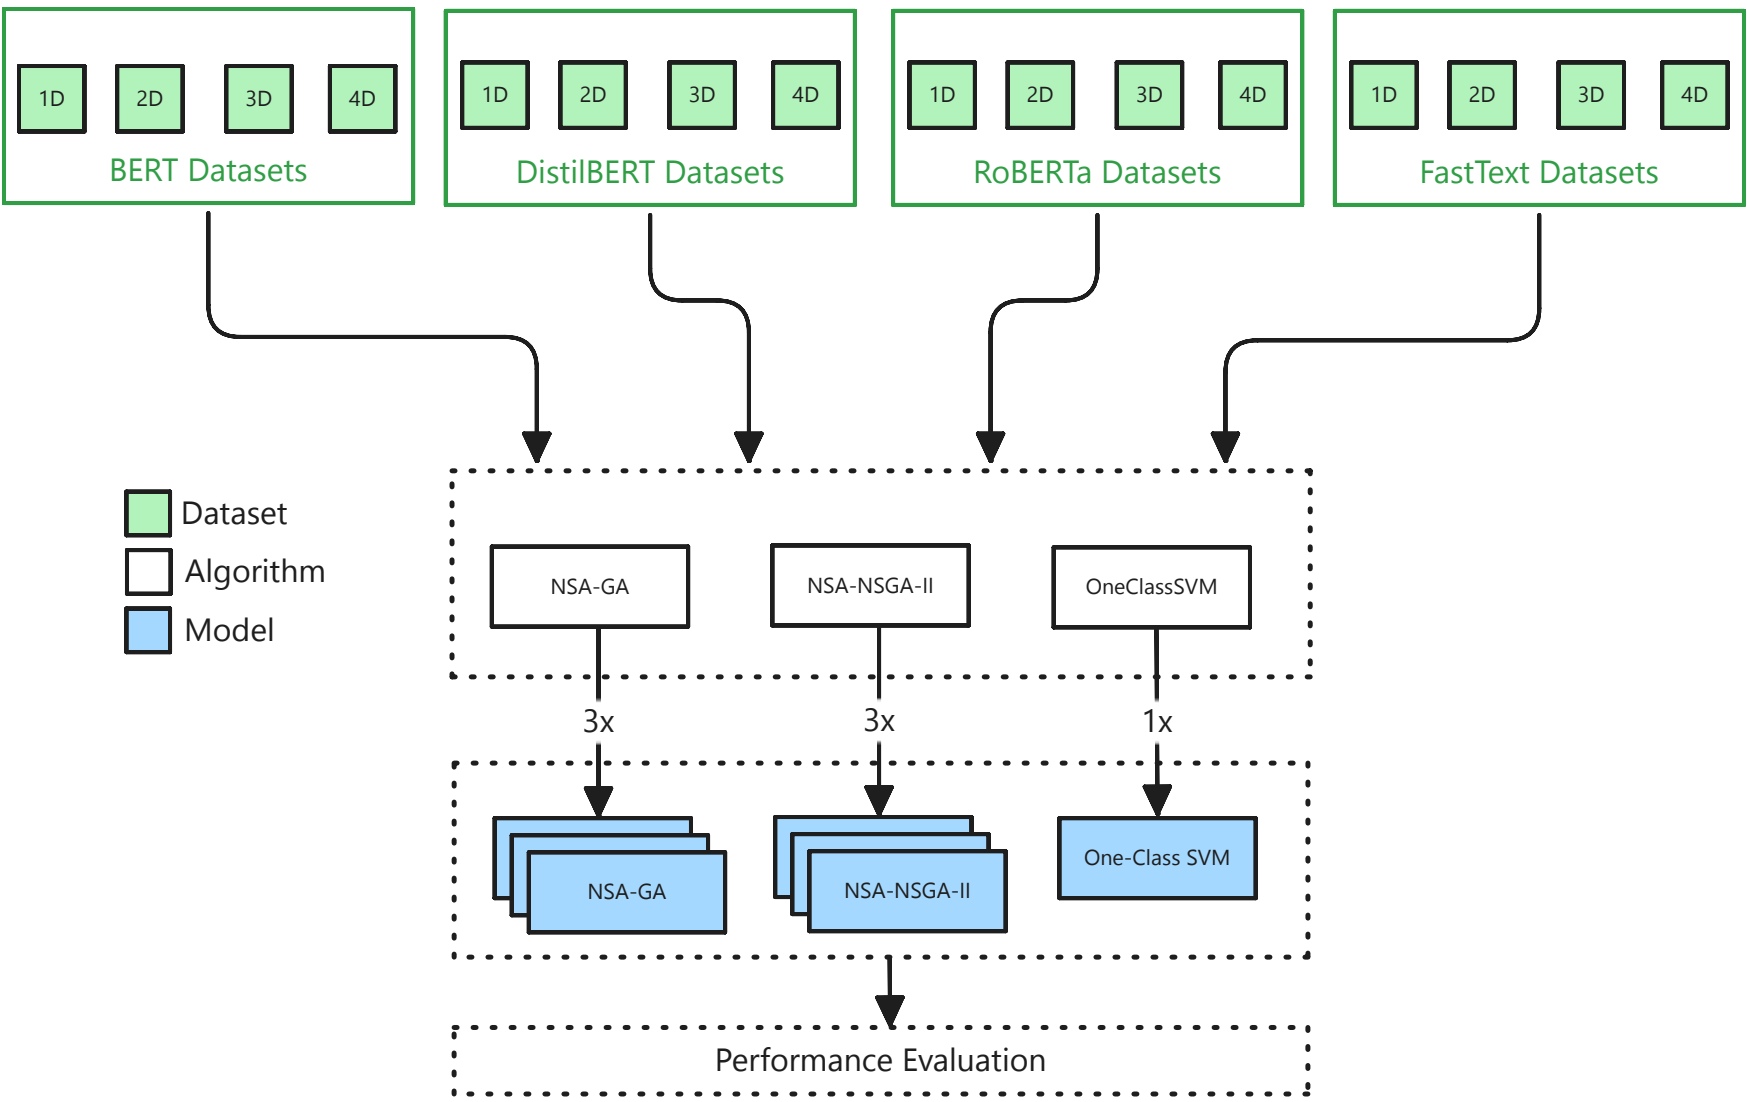 1D 2D 3D 4D
BERT Datasets
1D 2D 3D 4D
DistilBERT Datasets
1D 2D 3D 4D
RoBERTa Datasets
1D 2D 3D 4D
FastText Datasets
Dataset
Algorithm
Model
NSA-GA
NSA-NSGA-II
OneClassSVM
3x
3x
1x
NSA-GA
NSA-NSGA-II
One-Class SVM
Performance Evaluation